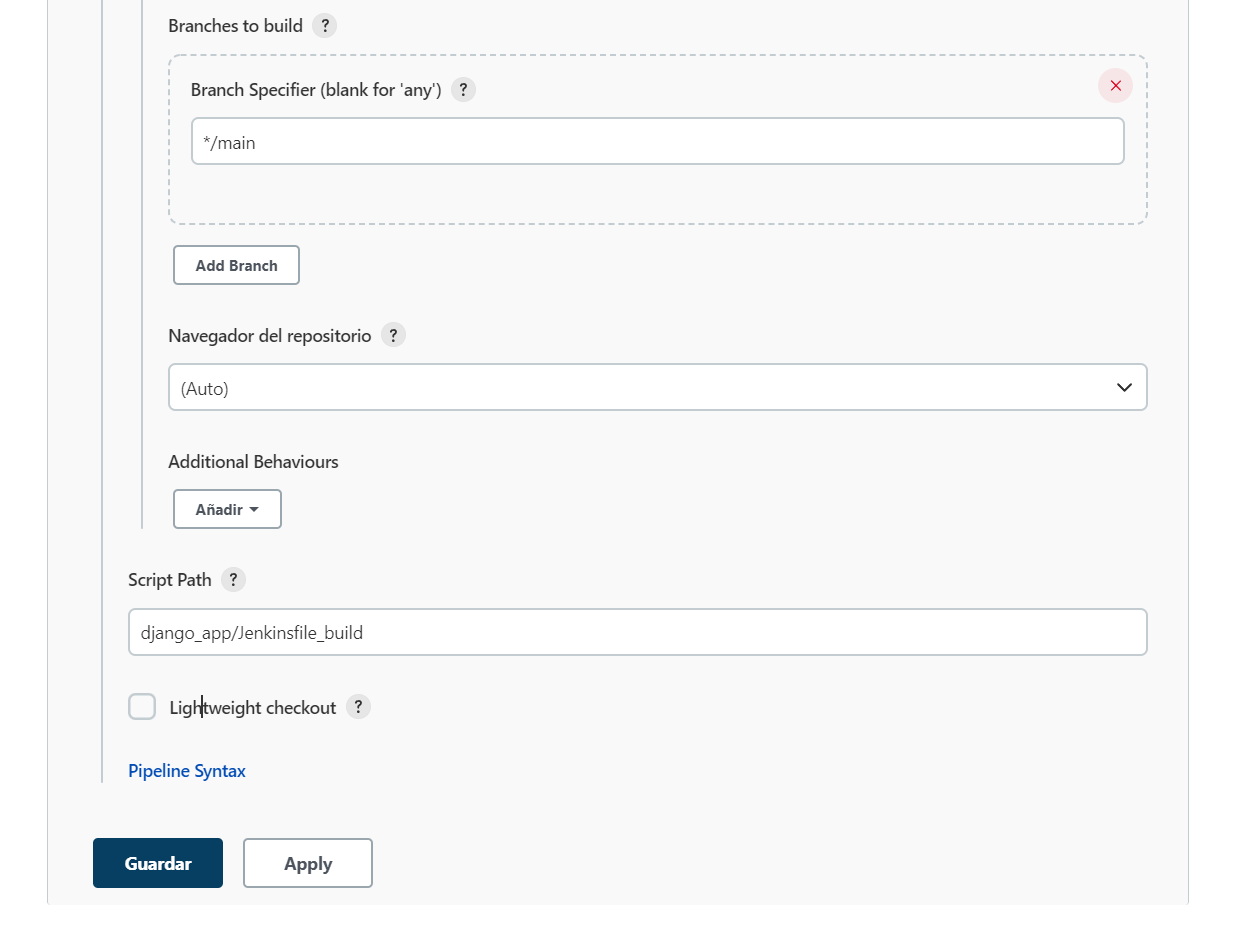 Branches to build ?
Branch Specifier (blank for 'any') ?
*/main
Add Branch
Navegador del repositorio ?
(Auto)
Additional Behaviours
Añadir
Script Path ?
django_app/Jenkinsfile_build
Lightweight checkout ?
Pipeline Syntax
Guardar Apply